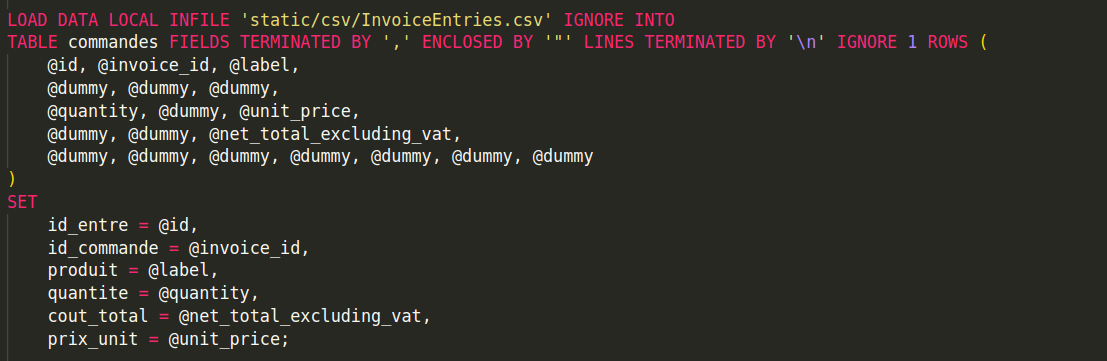 LOAD DATA LOCAL INFILE 'static/csv/InvoiceEntries.csv' IGNORE INTO
TABLE commandes FIELDS TERMINATED BY ',' ENCLOSED BY '"' LINES TERMINATED BY '\n' IGNORE 1 ROWS (
    @id, @invoice_id, @label,
    @dummy, @dummy, @dummy,
    @quantity, @dummy, @unit_price,
    @dummy, @dummy, @net_total_excluding_vat,
    @dummy, @dummy, @dummy, @dummy, @dummy, @dummy, @dummy
)
SET
    id_entre = @id,
    id_commande = @invoice_id,
    produit = @label,
    quantite = @quantity,
    cout_total = @net_total_excluding_vat,
    prix_unit = @unit_price;